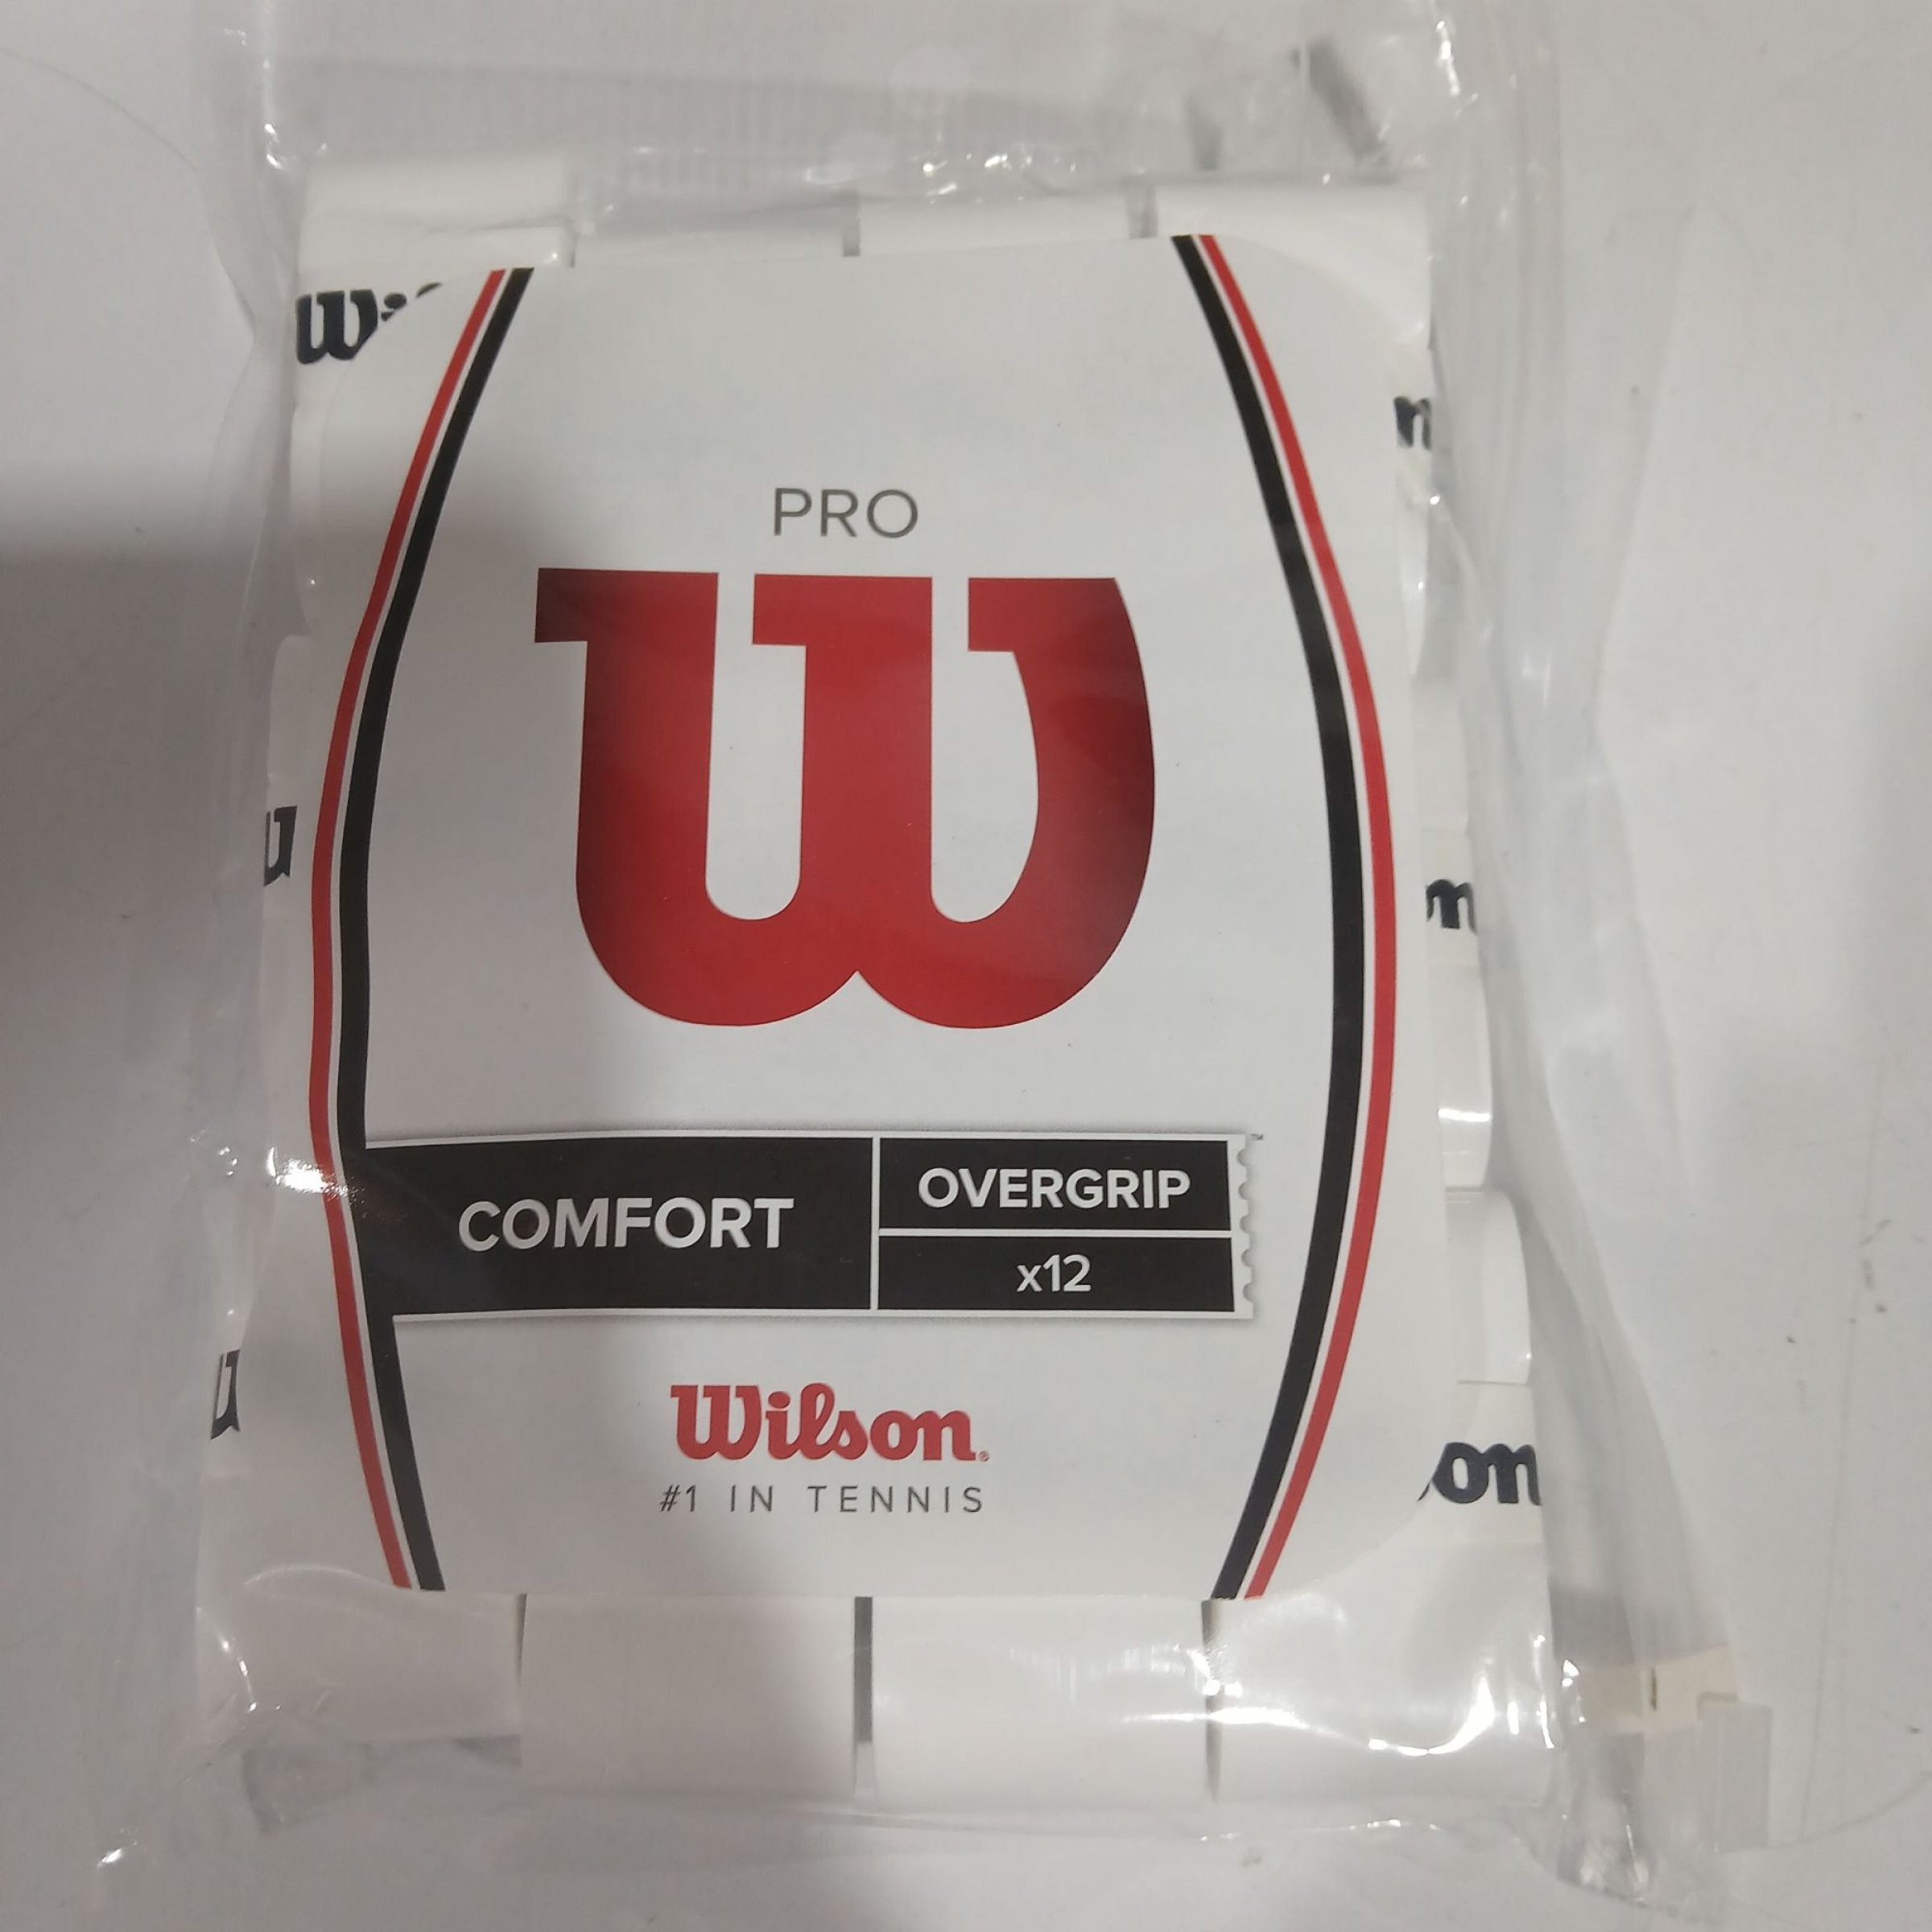 PRO
W
COMFORT
OVERGRIP
x12
Wilson
#1 IN TENNIS